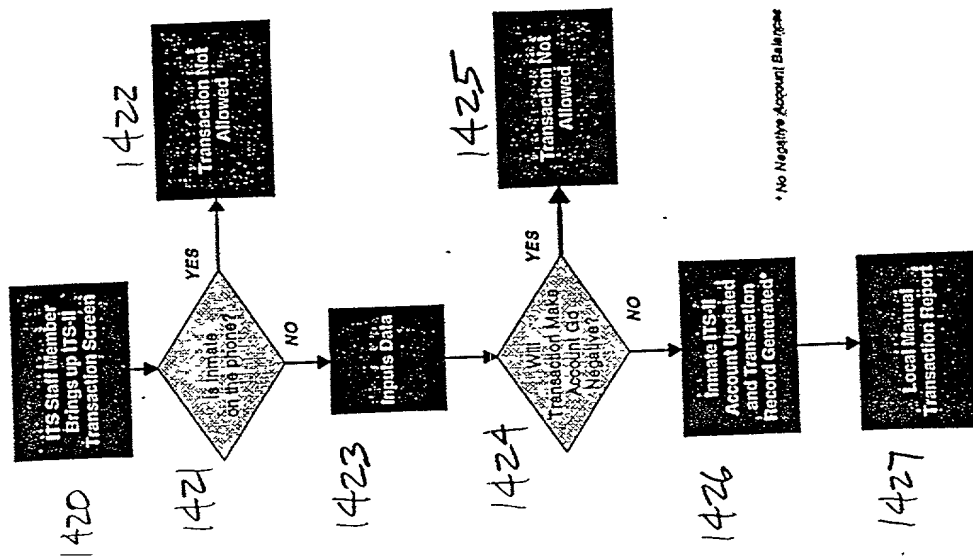 1420
ITS Staff Member
Brings up ITS-II
Transaction Screen
1421
Is Inmate
on the phone?
YES
1422
Transaction Not
Allowed
NO
1423
Inputs Data
1424
Will
Transaction Make
Account Go
Negative?
YES
1425
Transaction Not
Allowed
NO
1426
Inmate ITS-II
Account Updated
and Transaction
Record Generated*
* No Negative Account Balances
1427
Local Manual
Transaction Report